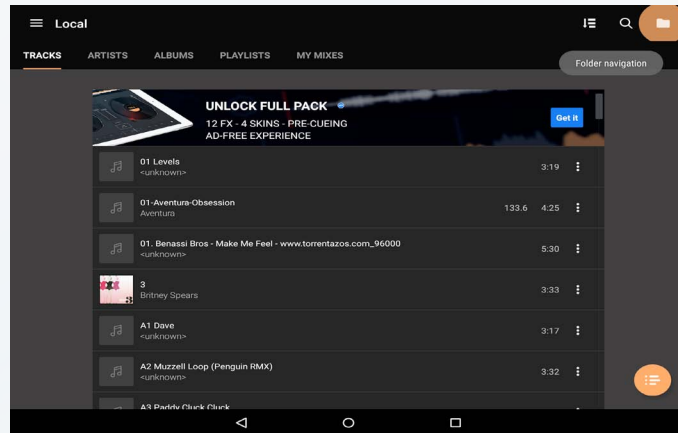 Local
TRACKS ARTISTS ALBUMS PLAYLISTS MY MIXES
Folder navigation
UNLOCK FULL PACK
12 FX - 4 SKINS - PRE-CUEING
AD-FREE EXPERIENCE
Get it
01 Levels
<unknown>
3:19
01-Aventura-Obsession
Aventura
133.6 4:25
01. Benassi Bros - Make Me Feel - www.torrentazos.com_96000
<unknown>
5:30
3
Britney Spears
3:33
A1 Dave
<unknown>
3:17
A2 Muzzell Loop (Penguin RMX)
<unknown>
3:32
A3 Paddy Cluck Cluck